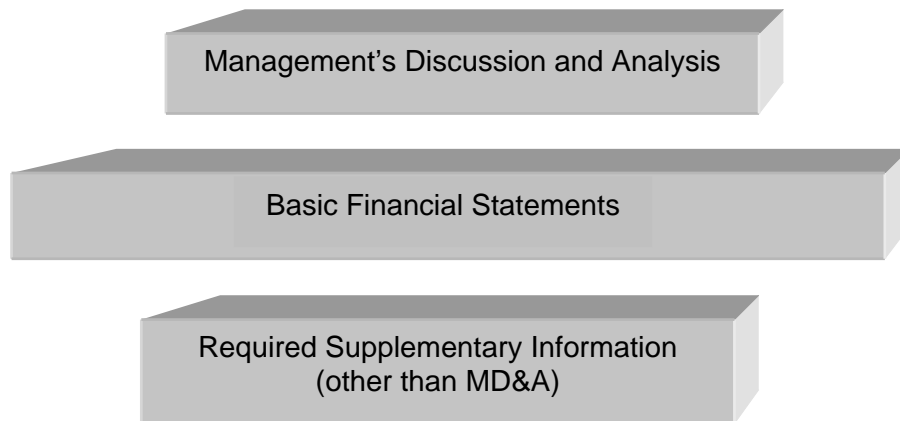 Management’s Discussion and Analysis
Basic Financial Statements
Required Supplementary Information
(other than MD&A)